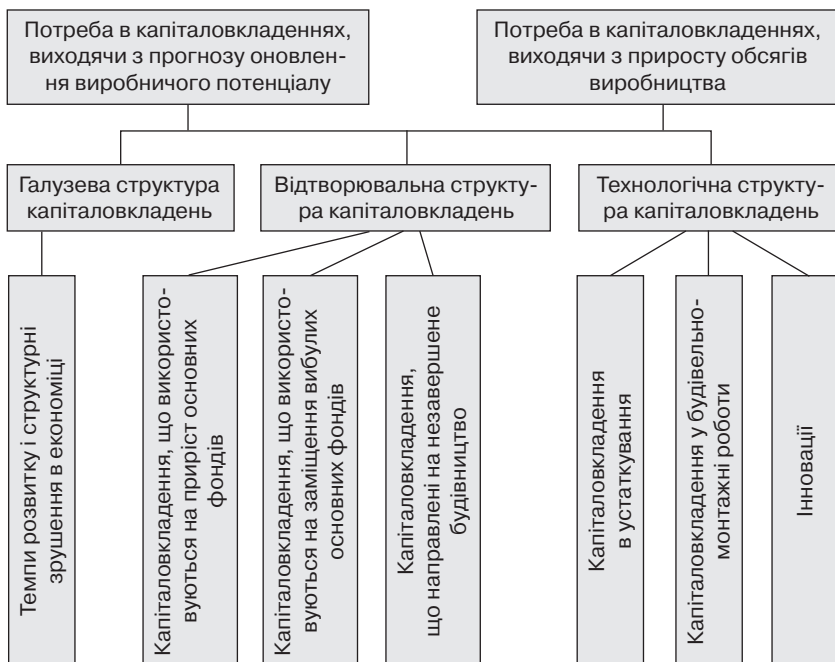 Потреба в капіталовкладеннях,
виходячи з прогнозу оновлен-
ня виробничого потенціалу
Потреба в капіталовкладеннях,
виходячи з приросту обсягів
виробництва
Галузева структура
капіталовкладень
Відтворювальна структу-
ра капіталовкладень
Технологічна структу-
ра капіталовкладень
Темпи розвитку і структурні
зрушення в економіці
Капіталовкладення, що використо-
вуються на приріст основних
фондів
Капіталовкладення, що використо-
вуються на заміщення вибулих
основних фондів
Капіталовкладення,
що направлені на незавершене
будівництво
Капіталовкладення
в устаткування
Капіталовкладення у будівельно-
монтажні роботи
Інновації